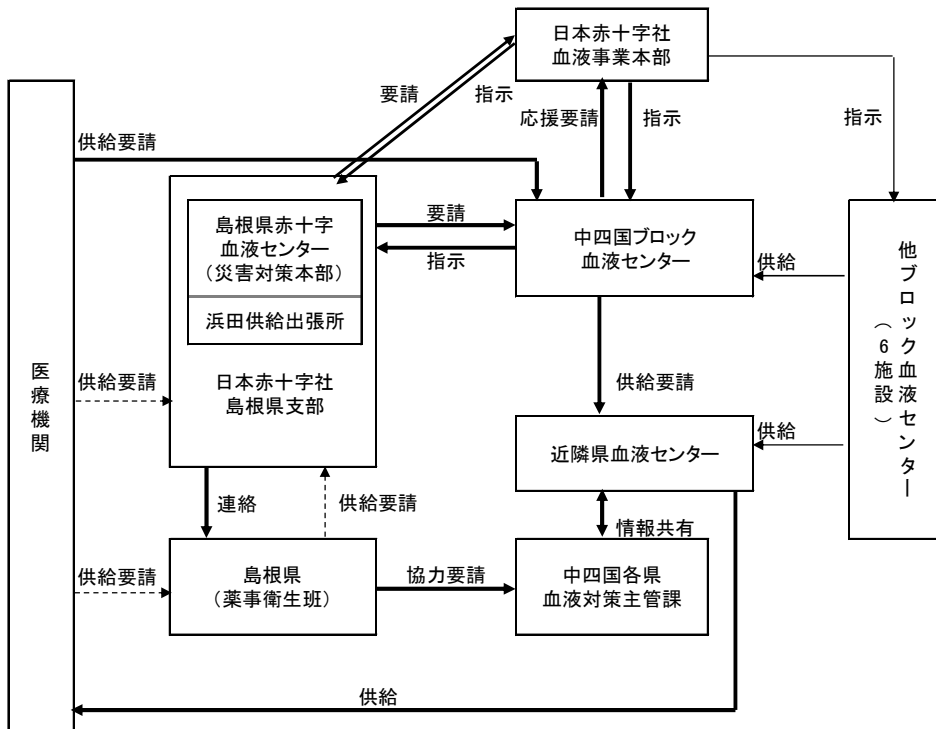 日本赤十字社
血液事業本部
要請
指示
応援要請
指示
指示
供給要請
島根県赤十字
血液センター
（災害対策本部）
浜田供給出張所
日本赤十字社
島根県支部
要請
指示
中四国ブロック
血液センター
供給
他ブロック血液センター
（6施設）
医療機関
供給要請
供給要請
近隣県血液センター
供給
連絡
供給要請
情報共有
供給要請
島根県
（薬事衛生班）
協力要請
中四国各県
血液対策主管課
供給